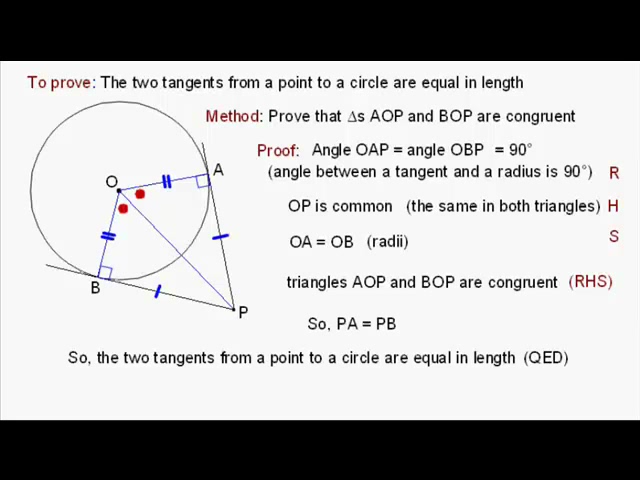 To prove: The two tangents from a point to a circle are equal in length
Method: Prove that ∆s AOP and BOP are congruent
Proof: Angle OAP = angle OBP = 90°
(angle between a tangent and a radius is 90°) R
OP is common (the same in both triangles) H
OA = OB (radii) S
triangles AOP and BOP are congruent (RHS)
So, PA = PB
So, the two tangents from a point to a circle are equal in length (QED)
O
A
B
P